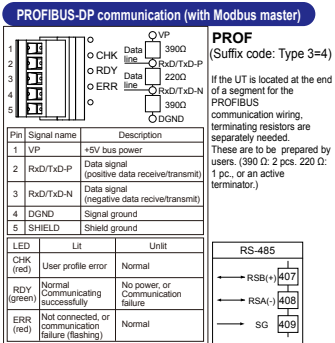 PROFIBUS-DP communication (with Modbus master)
1
2
3
4
5
CHK
RDY
ERR
VP
390Ω
Data line
RxD/TxD-P
220Ω
Data line
RxD/TxD-N
390Ω
DGND
PROF
(Suffix code: Type 3=4)
If the UT is located at the end
of a segment for the
PROFIBUS
communication wiring,
terminating resistors are
separately needed.
These are to be prepared by
users. (390 Ω: 2 pcs. 220 Ω:
1 pc., or an active
terminator.)
Pin Signal name Description
1 VP +5V bus power
2 RxD/TxD-P Data signal
(positive data receive/transmit)
3 RxD/TxD-N Data signal
(negative data recive/transmit)
4 DGND Signal ground
5 SHIELD Shield ground
LED Lit Unlit
CHK
(red) User profile error Normal
RDY
(green) Normal
Communicating
successfully No power, or
Communication
failure
ERR
(red) Not connected, or
communication
failure (flashing) Normal
RS-485
RSB(+) 407
RSA(-) 408
SG 409